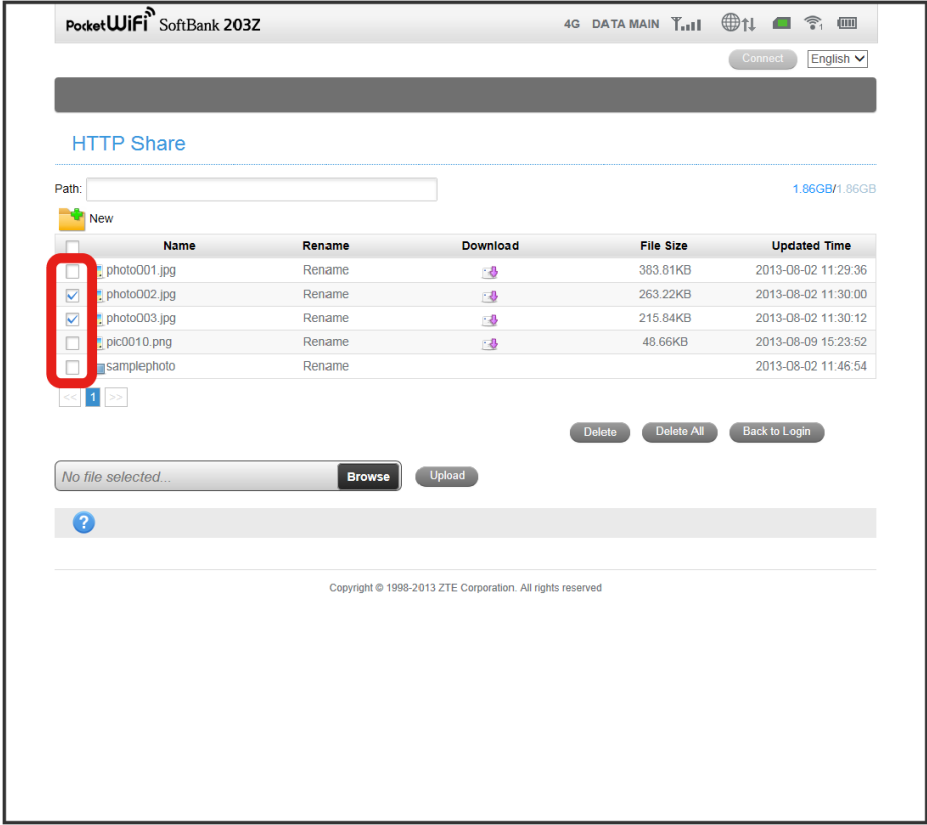 PocketWiFi SoftBank 203Z 4G DATA MAIN 1
Connect English
HTTP Share
Path: 1.86GB/1.86GB
New
Name Rename Download File Size Updated Time
photo001.jpg Rename 383.81KB 2013-08-02 11:29:36
photo002.jpg Rename 263.22KB 2013-08-02 11:30:00
photo003.jpg Rename 215.84KB 2013-08-02 11:30:12
pic0010.png Rename 48.66KB 2013-08-09 15:23:52
samplephoto Rename 2013-08-02 11:46:54
<< 1 >>
Delete Delete All Back to Login
No file selected... Browse Upload
?
Copyright © 1998-2013 ZTE Corporation. All rights reserved